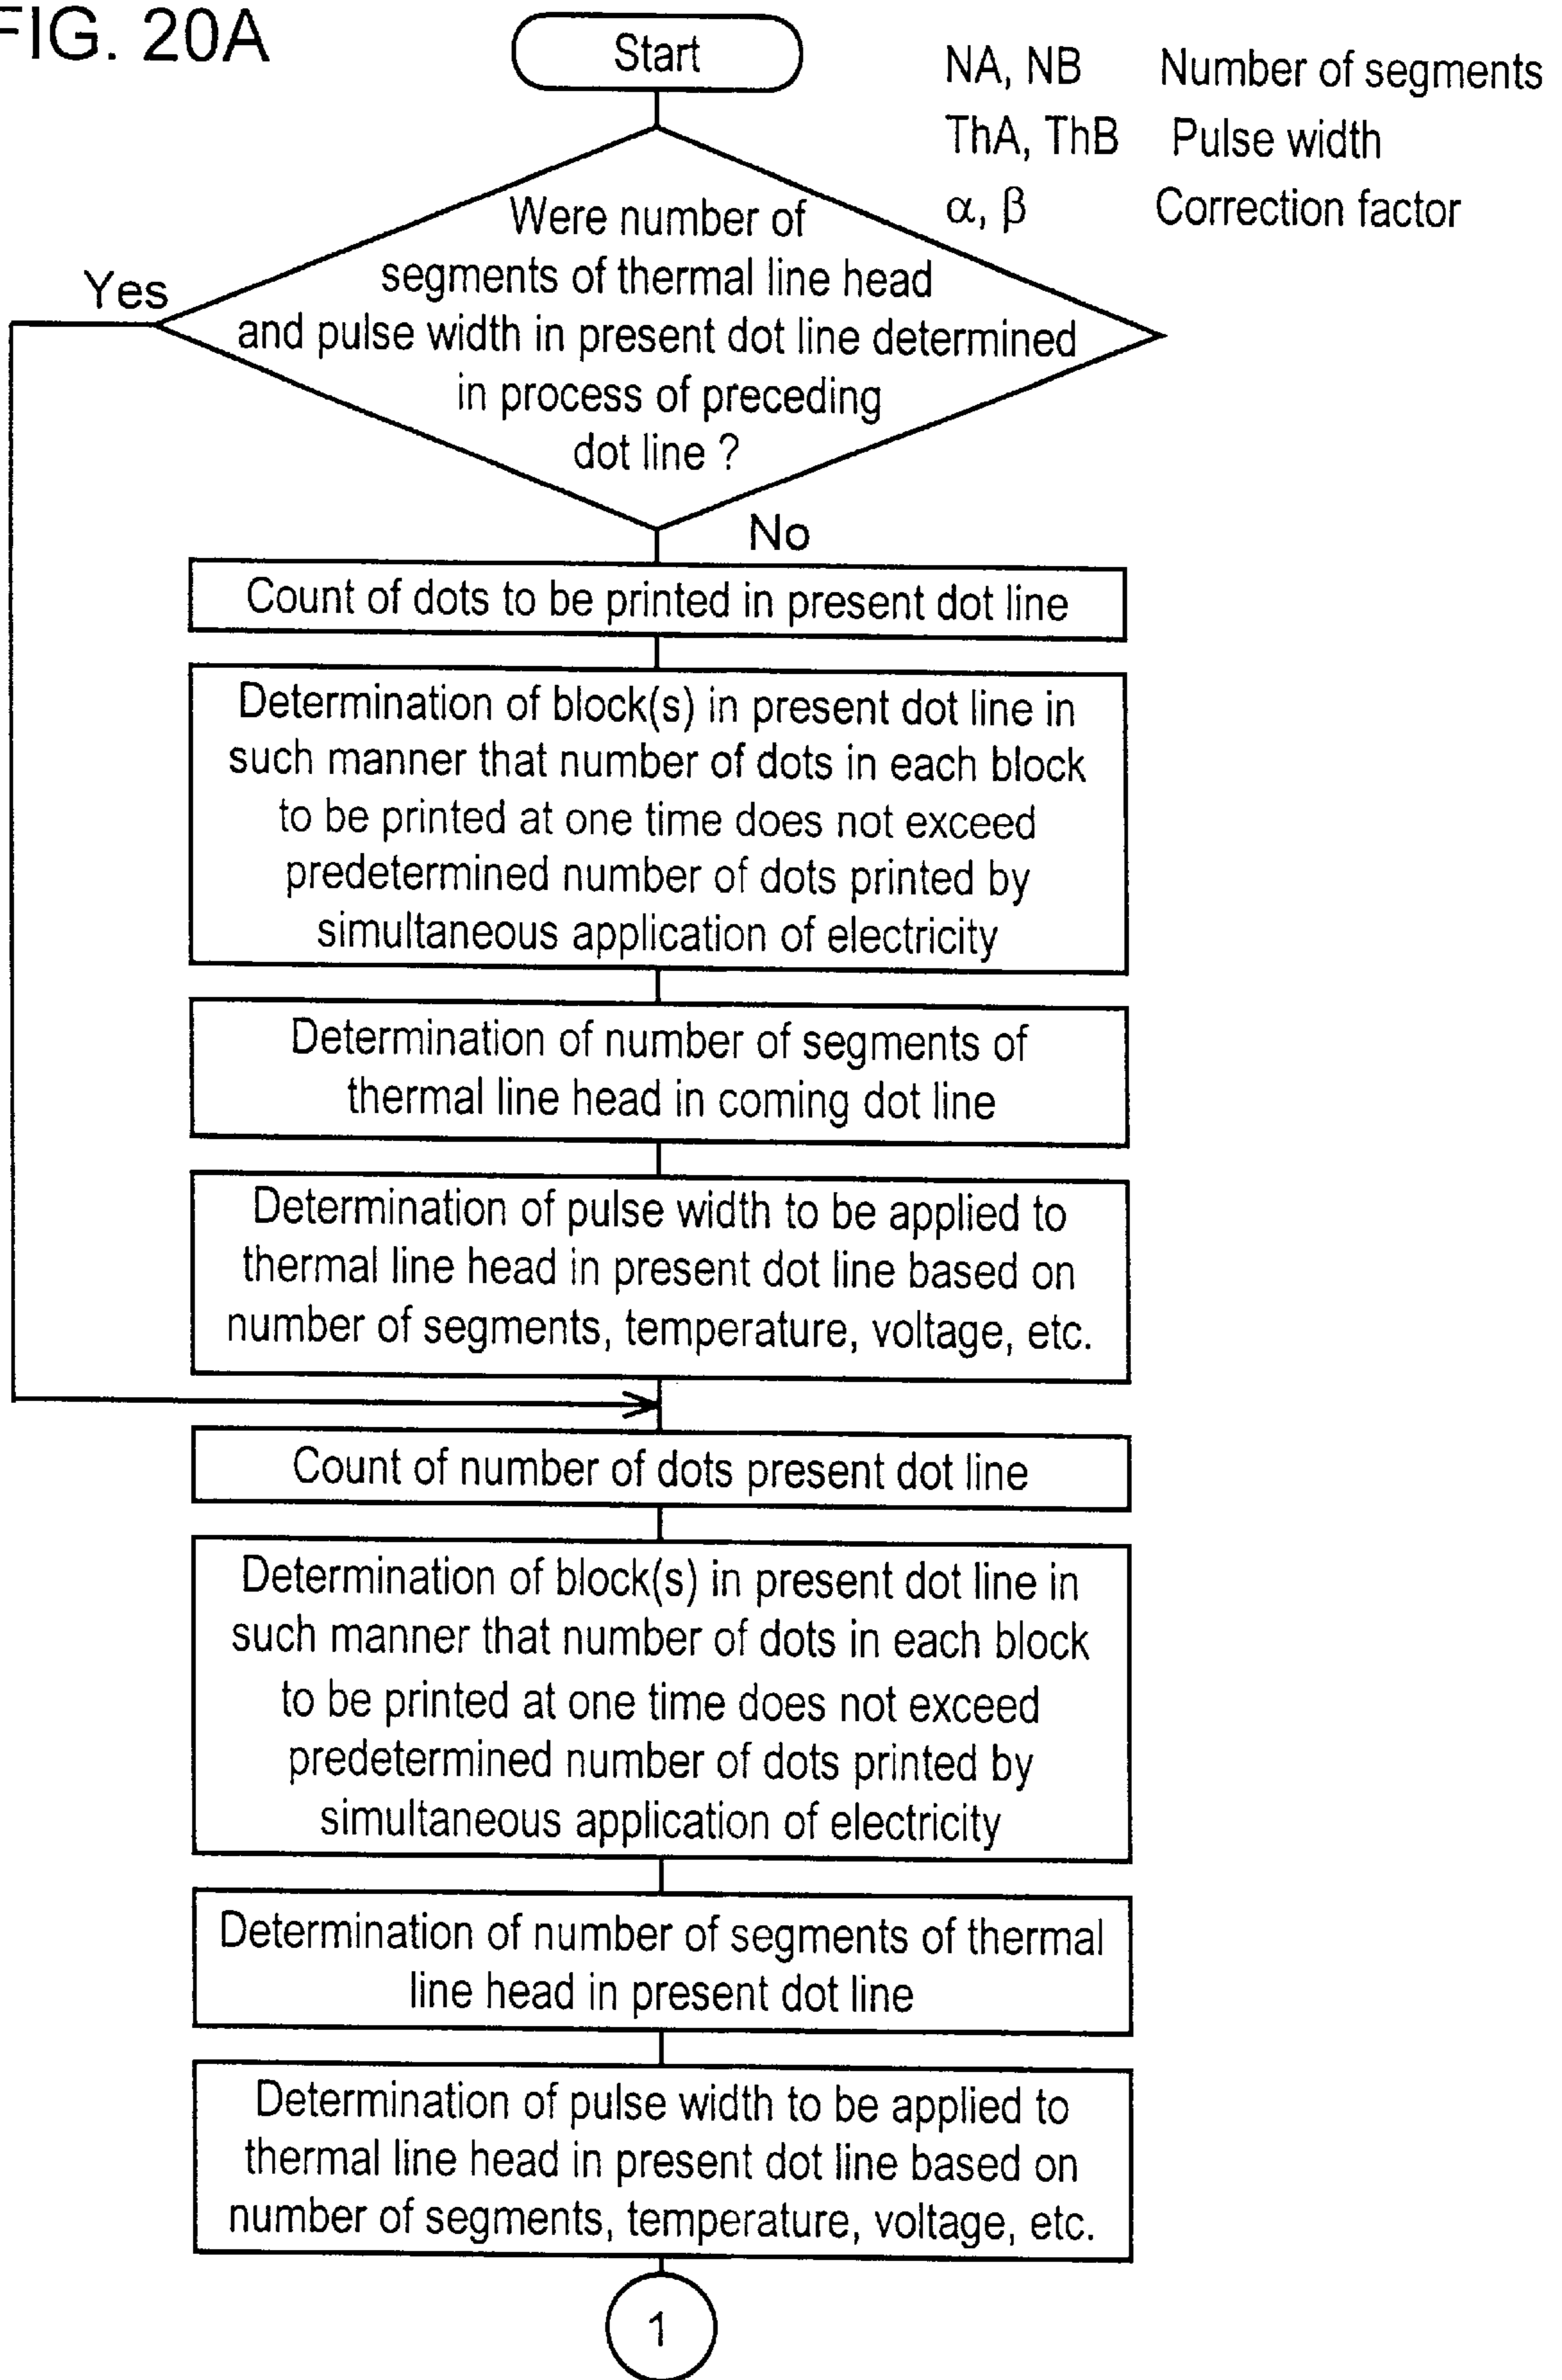 FIG. 20A
Start
NA, NB Number of segments
ThA, ThB Pulse width
α, β Correction factor
Were number of
segments of thermal line head
and pulse width in present dot line determined
in process of preceding
dot line ?
Yes
No
Count of dots to be printed in present dot line
Determination of block(s) in present dot line in
such manner that number of dots in each block
to be printed at one time does not exceed
predetermined number of dots printed by
simultaneous application of electricity
Determination of number of segments of
thermal line head in coming dot line
Determination of pulse width to be applied to
thermal line head in present dot line based on
number of segments, temperature, voltage, etc.
Count of number of dots present dot line
Determination of block(s) in present dot line in
such manner that number of dots in each block
to be printed at one time does not exceed
predetermined number of dots printed by
simultaneous application of electricity
Determination of number of segments of thermal
line head in present dot line
Determination of pulse width to be applied to
thermal line head in present dot line based on
number of segments, temperature, voltage, etc.
1